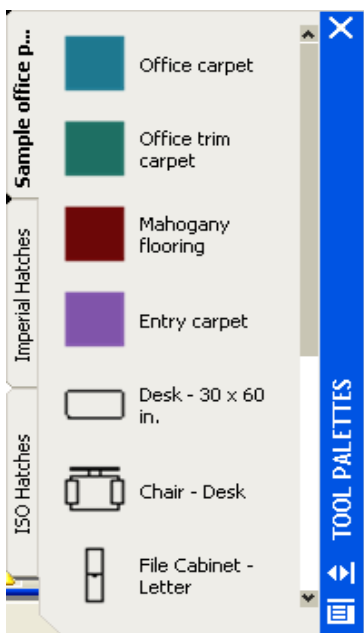 Sample office p...
Imperial Hatches
ISO Hatches
Office carpet
Office trim
carpet
Mahogany
flooring
Entry carpet
Desk - 30 x 60
in.
Chair - Desk
File Cabinet -
Letter
TOOL PALETTES